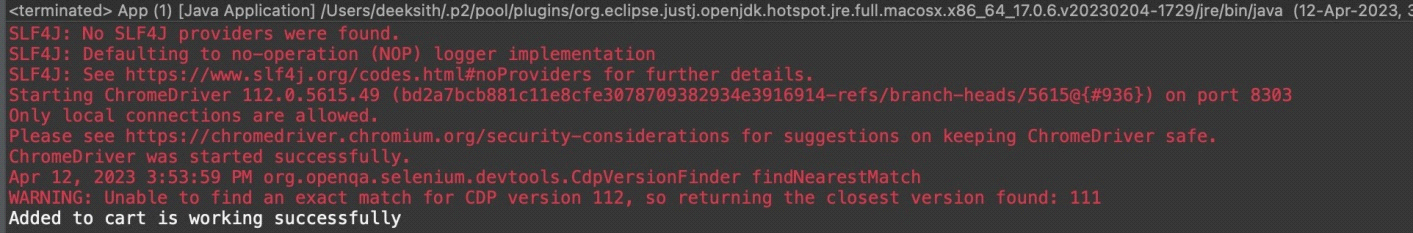 <terminated> App (1) [Java Application] /Users/deeksith/.p2/pool/plugins/org.eclipse.justj.openjdk.hotspot.jre.full.macosx.x86_64_17.0.6.v20230204-1729/jre/bin/java (12-Apr-2023, 3
SLF4J: No SLF4J providers were found.
SLF4J: Defaulting to no-operation (NOP) logger implementation
SLF4J: See https://www.slf4j.org/codes.html#noProviders for further details.
Starting ChromeDriver 112.0.5615.49 (bd2a7bcb881c11e8cfe3078709382934e3916914-refs/branch-heads/5615@{#936}) on port 8303
Only local connections are allowed.
Please see https://chromedriver.chromium.org/security-considerations for suggestions on keeping ChromeDriver safe.
ChromeDriver was started successfully.
Apr 12, 2023 3:53:59 PM org.openqa.selenium.devtools.CdpVersionFinder findNearestMatch
WARNING: Unable to find an exact match for CDP version 112, so returning the closest version found: 111
Added to cart is working successfully